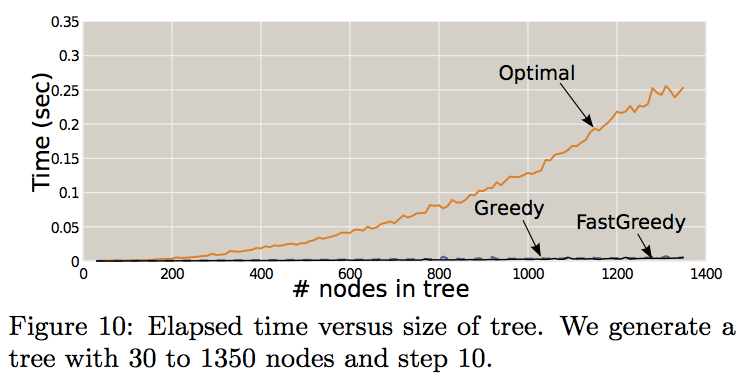 0.35
0.3
0.25
0.2
0.15
0.1
0.05
0
Time (sec)
Optimal
Greedy
FastGreedy
0 200 400 600 800 1000 1200 1400
# nodes in tree
Figure 10: Elapsed time versus size of tree. We generate a
tree with 30 to 1350 nodes and step 10.